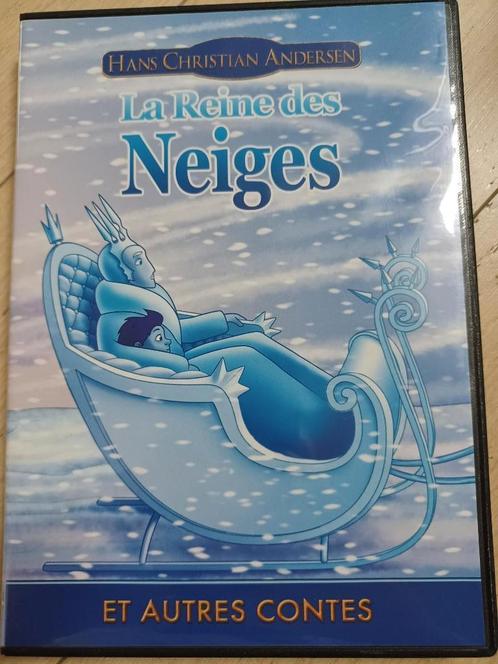 HANS CHRISTIAN ANDERSEN
La Reine des
Neiges
ET AUTRES CONTES